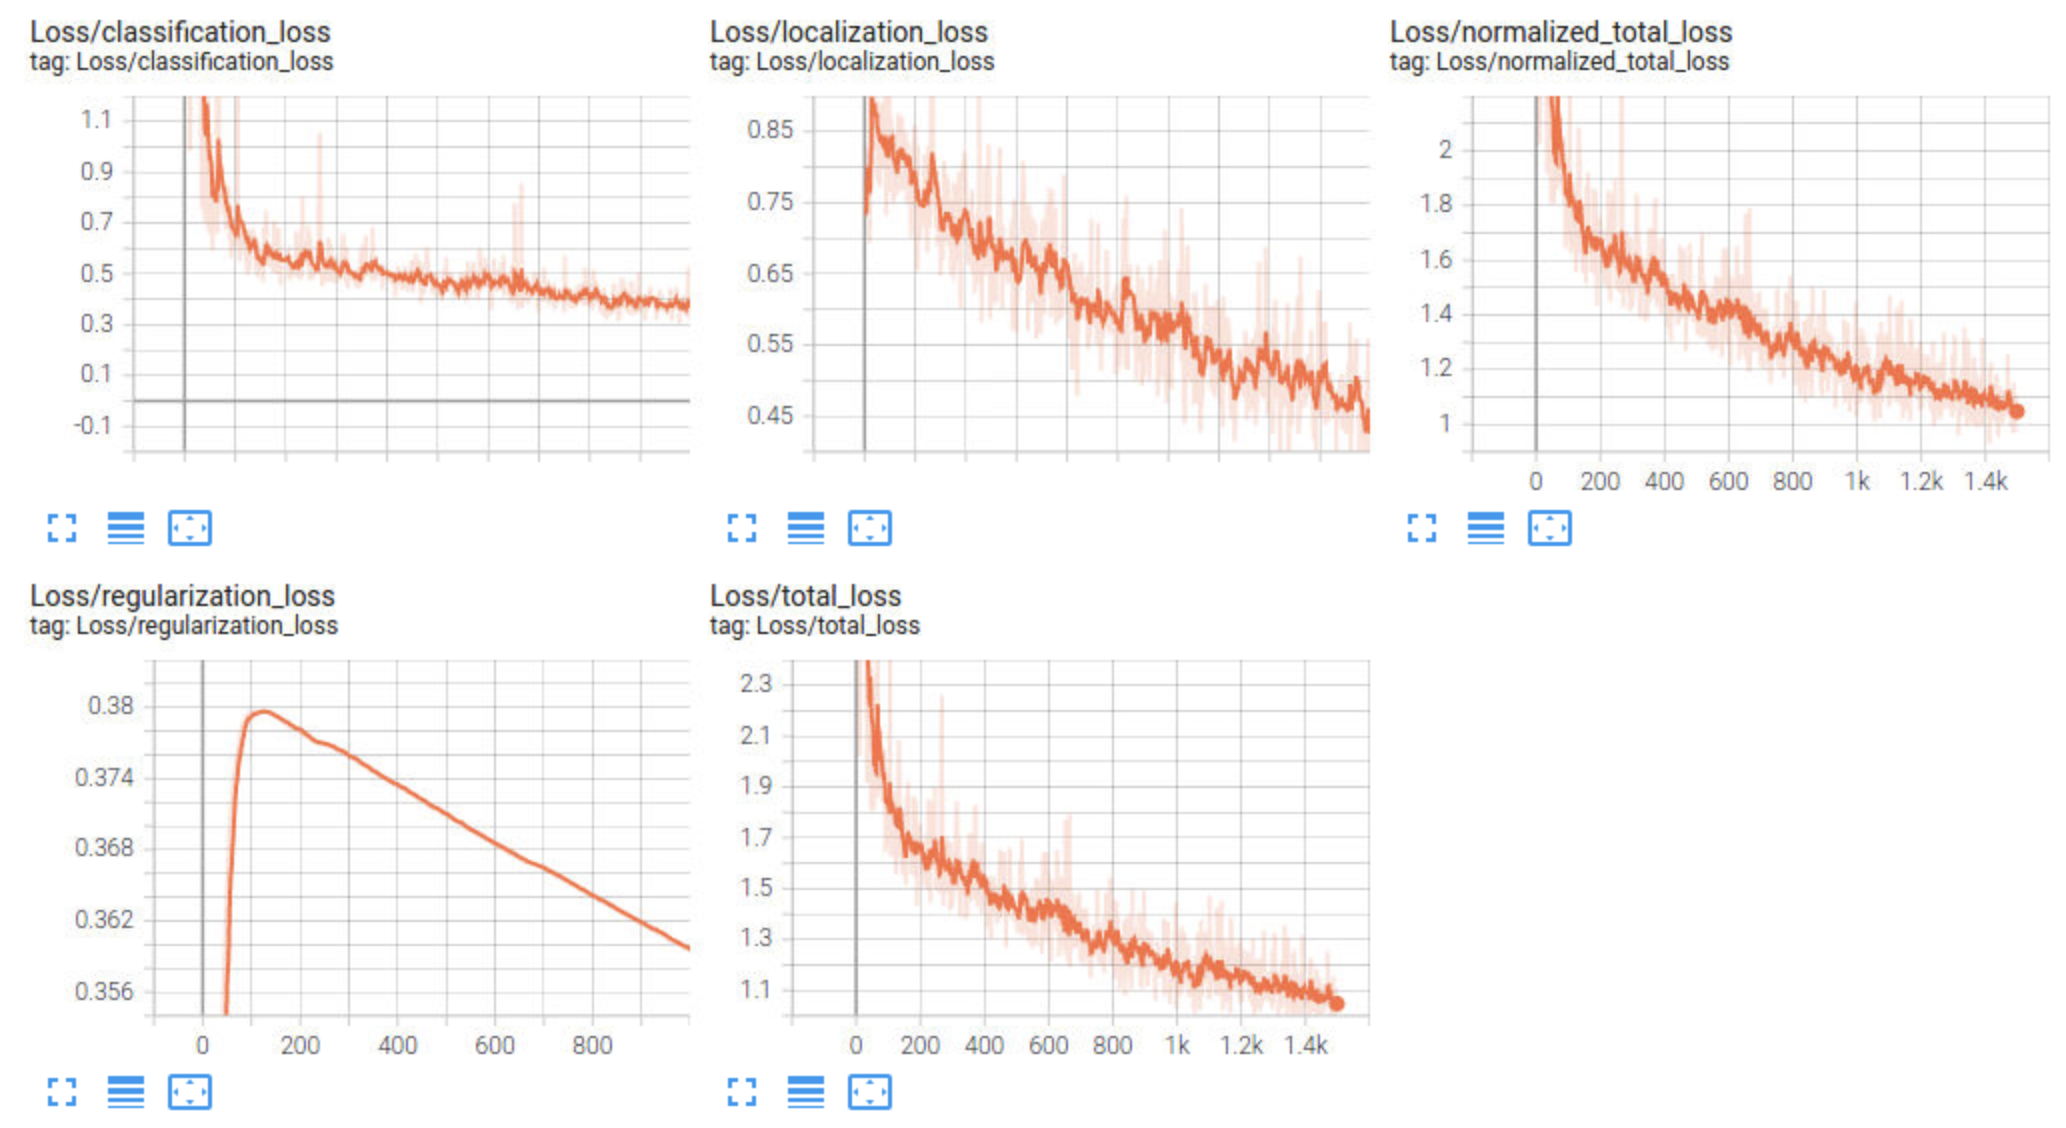 Loss/classification_loss
tag: Loss/classification_loss
1.1
0.9
0.7
0.5
0.3
0.1
-0.1
Loss/localization_loss
tag: Loss/localization_loss
0.85
0.75
0.65
0.55
0.45
Loss/normalized_total_loss
tag: Loss/normalized_total_loss
2
1.8
1.6
1.4
1.2
1
0 200 400 600 800 1k 1.2k 1.4k
Loss/regularization_loss
tag: Loss/regularization_loss
0.38
0.374
0.368
0.362
0.356
0 200 400 600 800
Loss/total_loss
tag: Loss/total_loss
2.3
2.1
1.9
1.7
1.5
1.3
1.1
0 200 400 600 800 1k 1.2k 1.4k